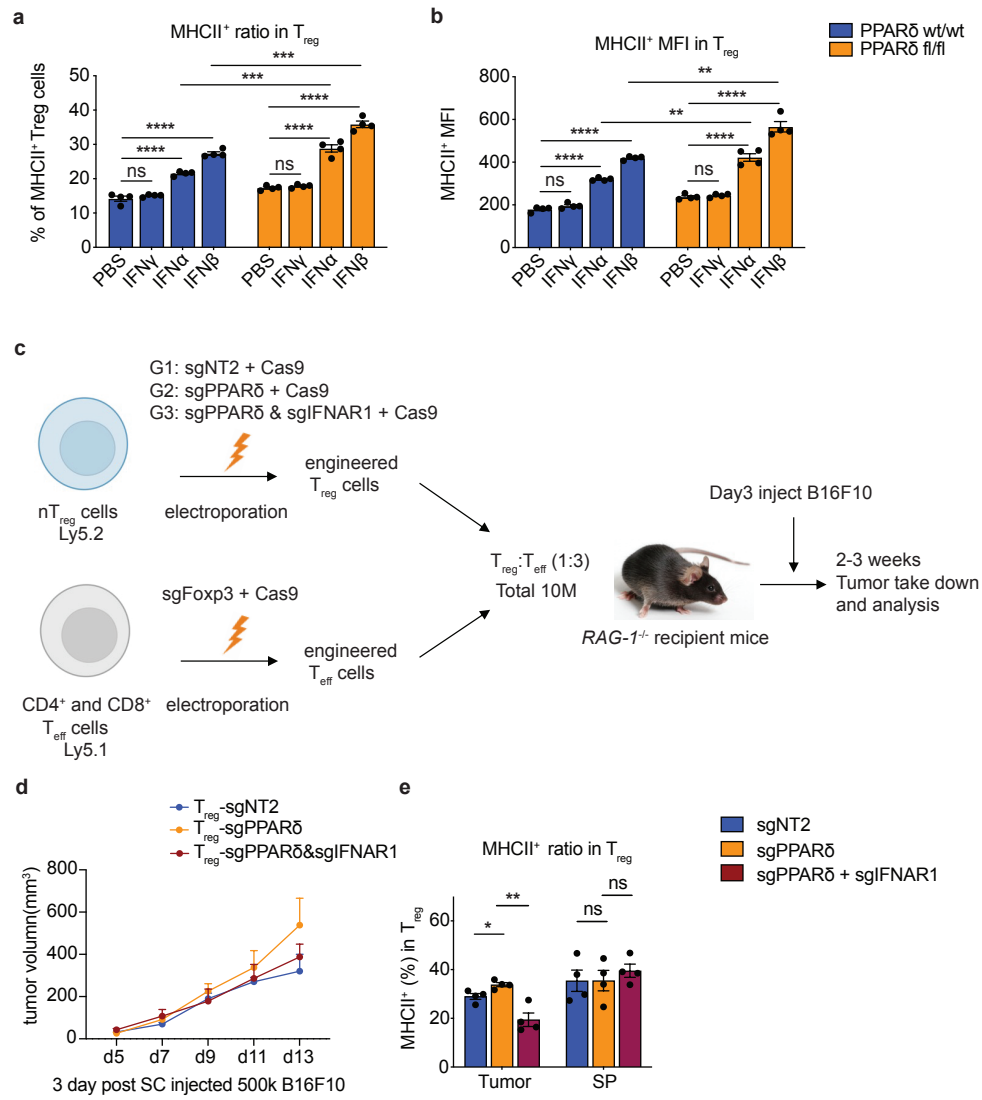 a
MHCII⁺ ratio in Treg
% of MHCII⁺ Treg cells
50
40
30
20
10
0
****
****
ns
***
***
****
****
ns
PBS
IFNγ
IFNα
IFNβ
PBS
IFNγ
IFNα
IFNβ
b
MHCII⁺ MFI in Treg
PPARδ wt/wt
PPARδ fl/fl
MHCII⁺ MFI
800
600
400
200
0
****
****
ns
**
**
****
****
ns
PBS
IFNγ
IFNα
IFNβ
PBS
IFNγ
IFNα
IFNβ
c
G1: sgNT2 + Cas9
G2: sgPPARδ + Cas9
G3: sgPPARδ & sgIFNAR1 + Cas9
nTreg cells
Ly5.2
electroporation
engineered
Treg cells
sgFoxp3 + Cas9
CD4⁺ and CD8⁺
Teff cells
Ly5.1
electroporation
engineered
Teff cells
Treg:Teff (1:3)
Total 10M
RAG-1⁻/⁻ recipient mice
Day3 inject B16F10
2-3 weeks
Tumor take down
and analysis
d
Treg-sgNT2
Treg-sgPPARδ
Treg-sgPPARδ&sgIFNAR1
tumor volumn(mm³)
800
600
400
200
0
d5
d7
d9
d11
d13
3 day post SC injected 500k B16F10
e
sgNT2
sgPPARδ
sgPPARδ + sgIFNAR1
MHCII⁺ ratio in Treg
MHCII⁺ (%) in Treg
60
40
20
0
*
**
ns
ns
Tumor
SP